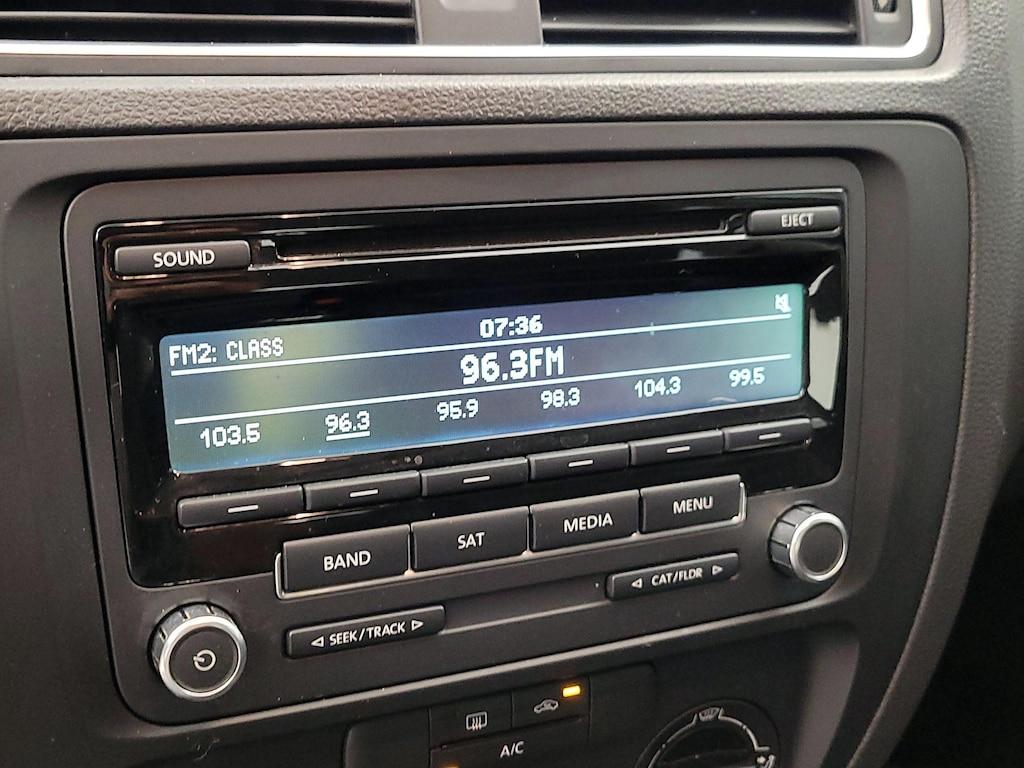 EJECT
SOUND
07:36
FM2: CLASS
96.3FM
103.5 96.3 95.9 98.3 104.3 99.5
BAND SAT MEDIA MENU
SEEK/TRACK CAT/FLDR
A/C